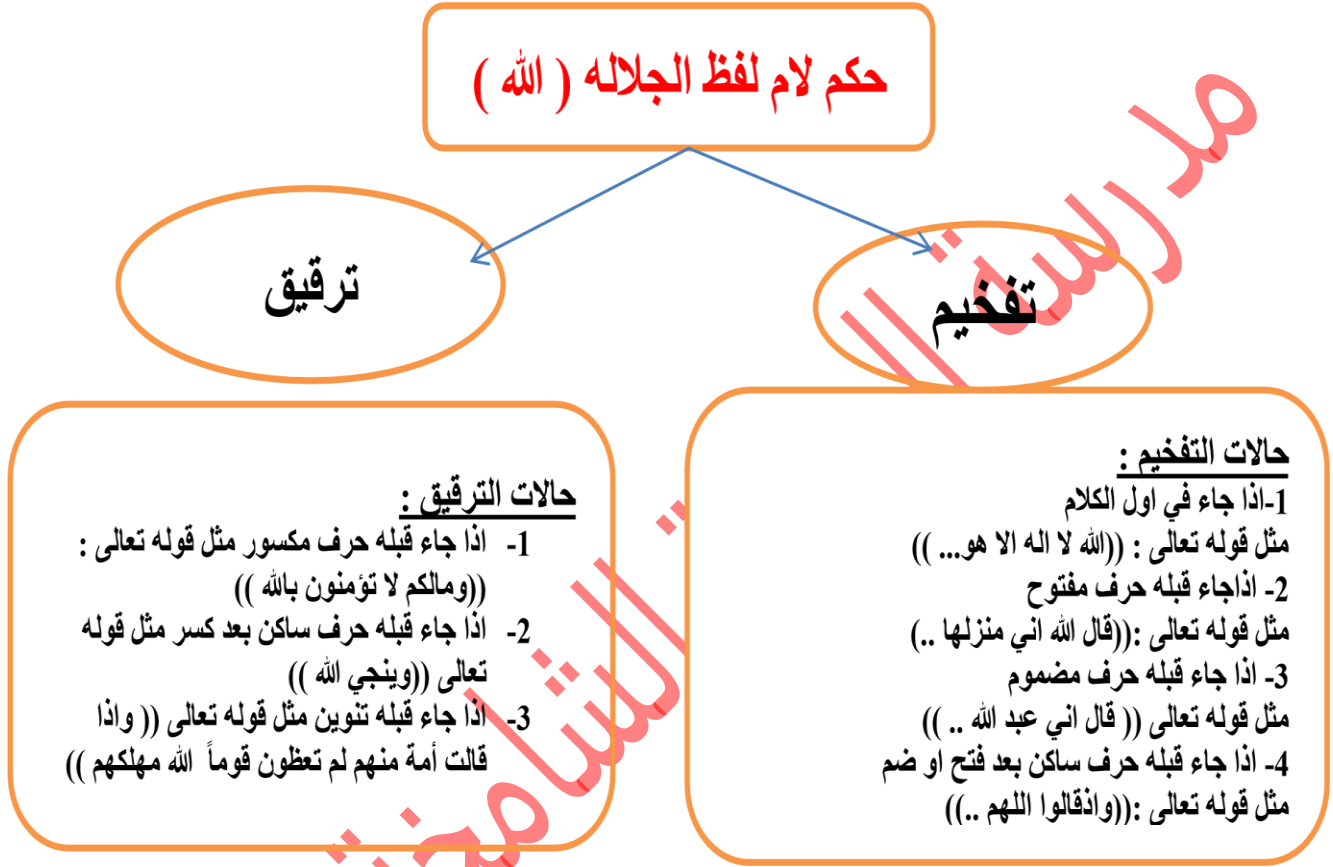 حكم لام لفظ الجلاله ( الله )
تفخيم
ترقيق
حالات التفخيم :
1-اذا جاء في اول الكلام
مثل قوله تعالى : ((الله لا اله الا هو... ))
2- اذاجاء قبله حرف مفتوح
مثل قوله تعالى :((قال الله اني منزلها ..)
3- اذا جاء قبله حرف مضموم
مثل قوله تعالى (( قال اني عبد الله .. ))
4- اذا جاء قبله حرف ساكن بعد فتح او ضم
مثل قوله تعالى :((واذقالوا اللهم ..))
حالات الترقيق :
1- اذا جاء قبله حرف مكسور مثل قوله تعالى :
((ومالكم لا تؤمنون بالله ))
2- اذا جاء قبله حرف ساكن بعد كسر مثل قوله
تعالى ((وينجي الله ))
3- اذا جاء قبله تنوين مثل قوله تعالى (( واذا
قالت أمة منهم لم تعظون قوماً الله مهلكهم ))
مدرسة